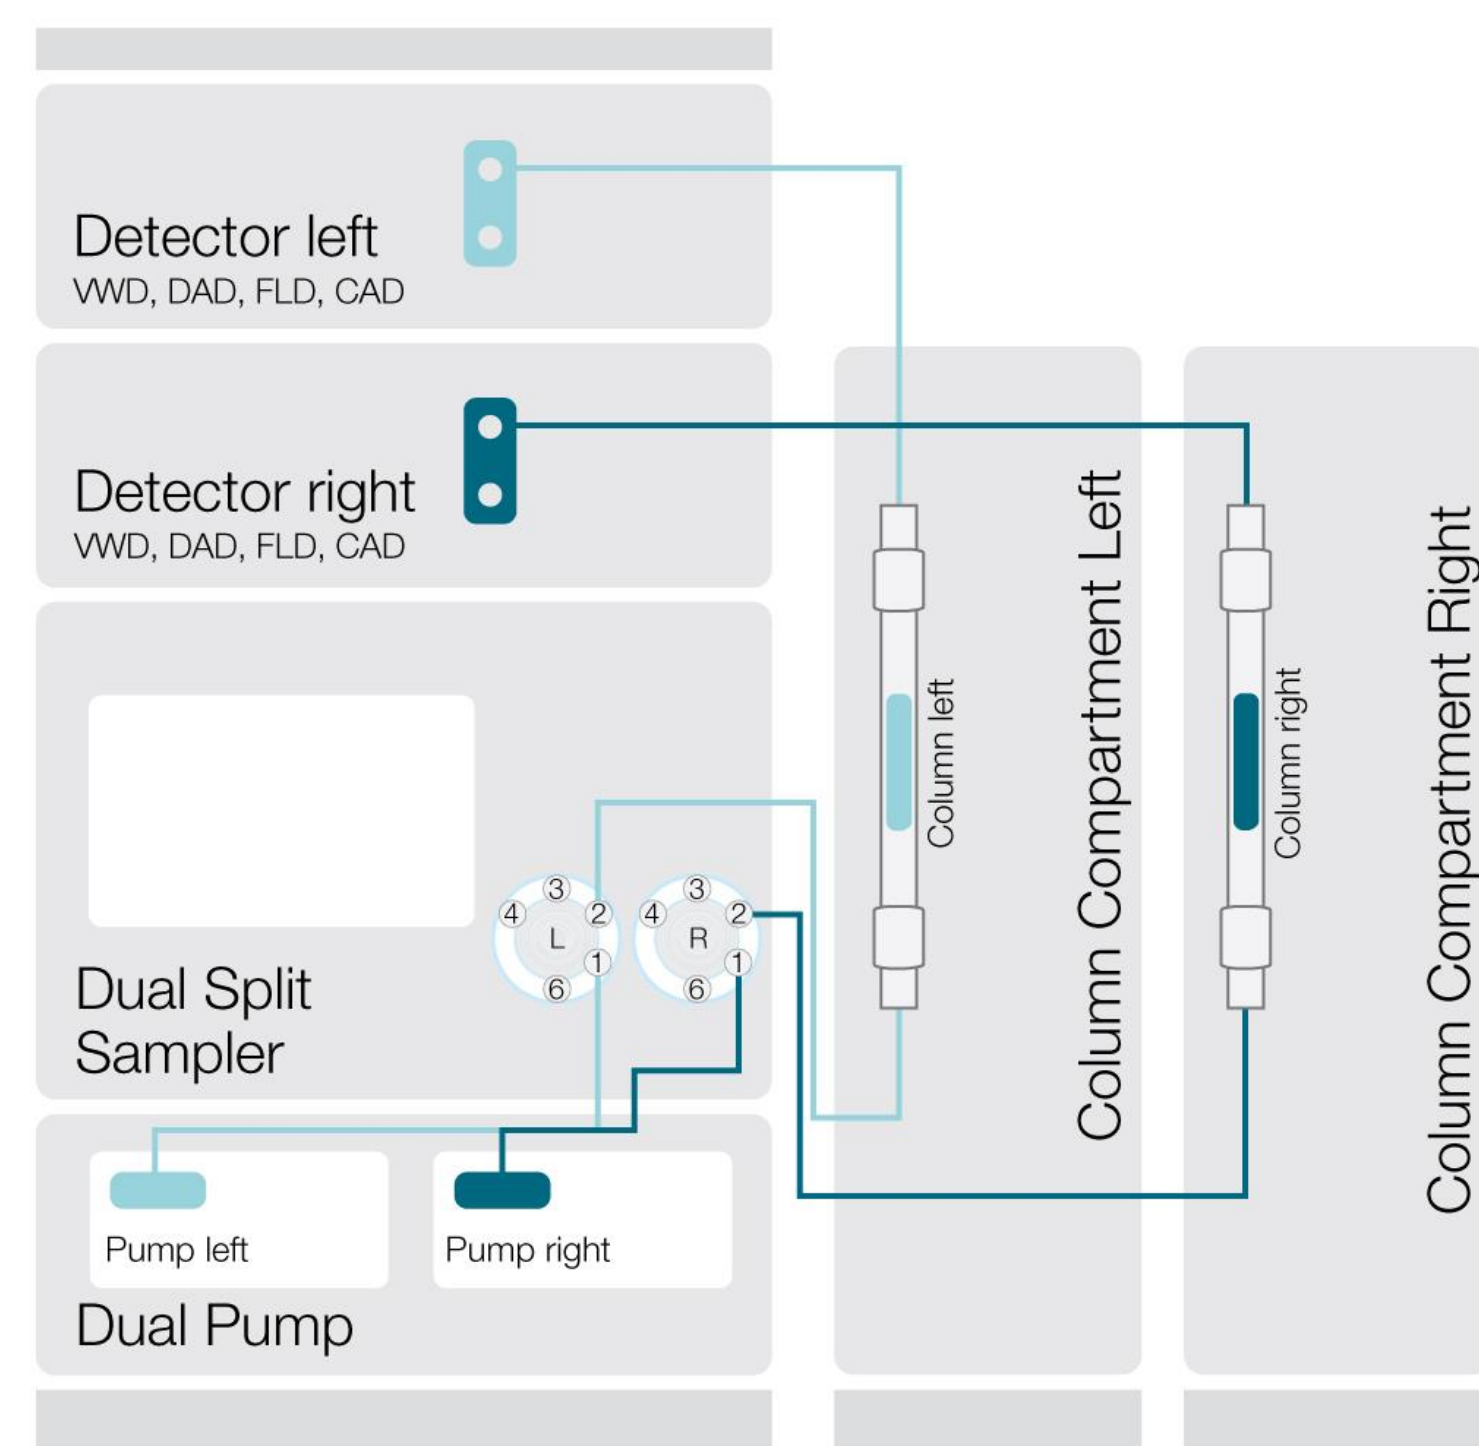 Detector left
VWD, DAD, FLD, CAD
Detector right
VWD, DAD, FLD, CAD
Dual Split
Sampler
3
4
2
L
1
6
3
4
2
R
1
6
Pump left
Pump right
Dual Pump
Column left
Column Compartment Left
Column right
Column Compartment Right